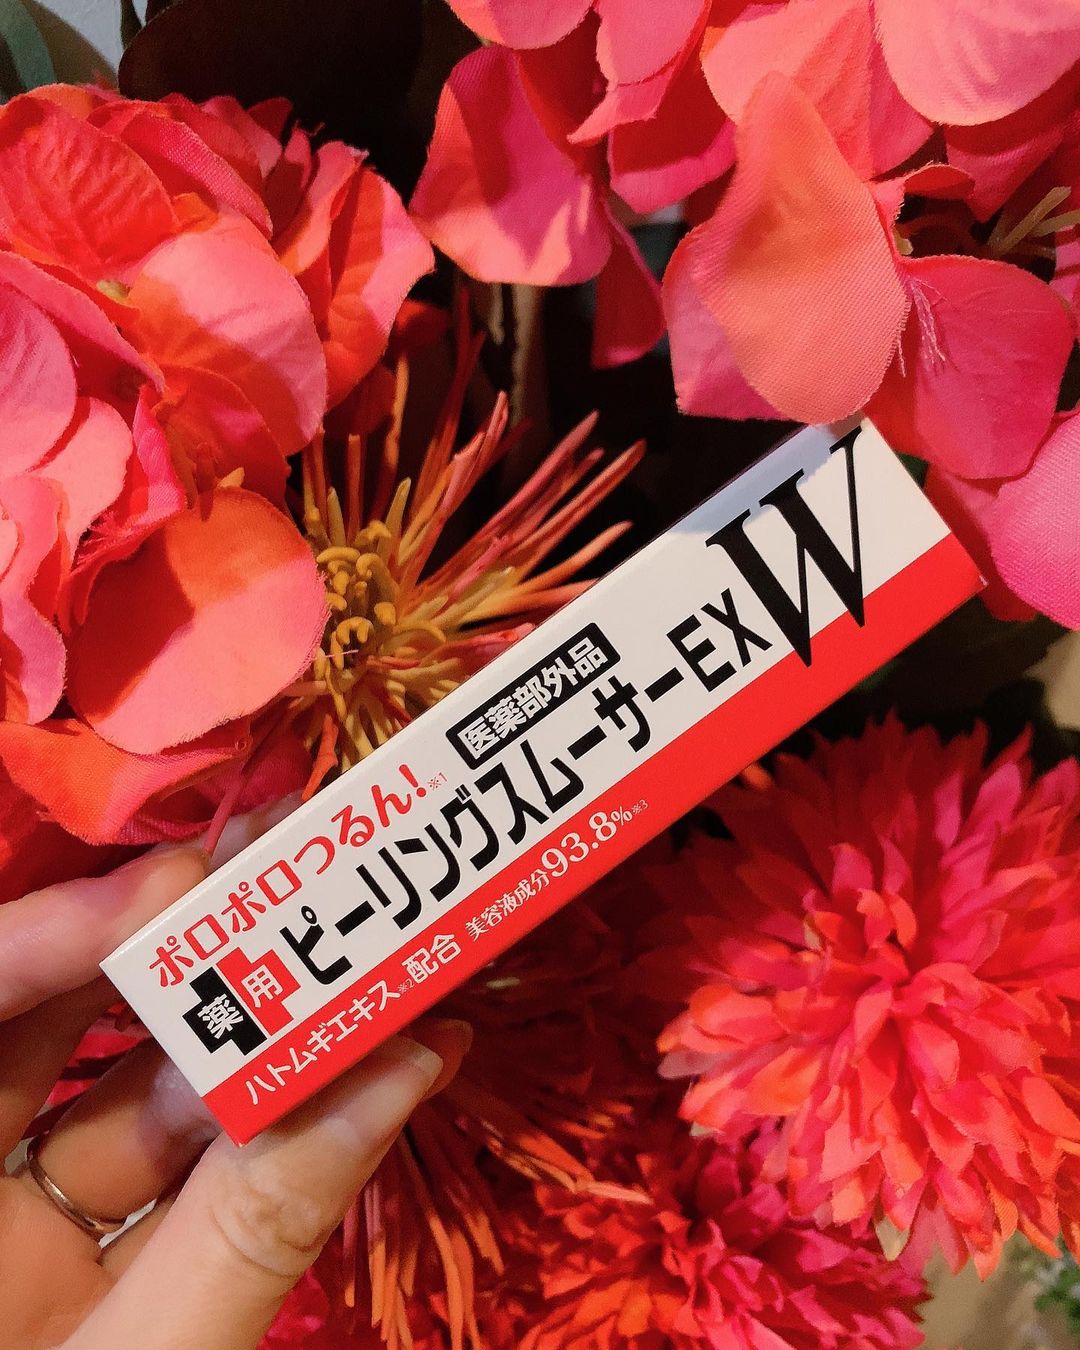 ポロポロつるん!※1
医薬部外品
薬用ピーリングスムーサーEXW
ハトムギエキス※2配合 美容液成分93.8%※3